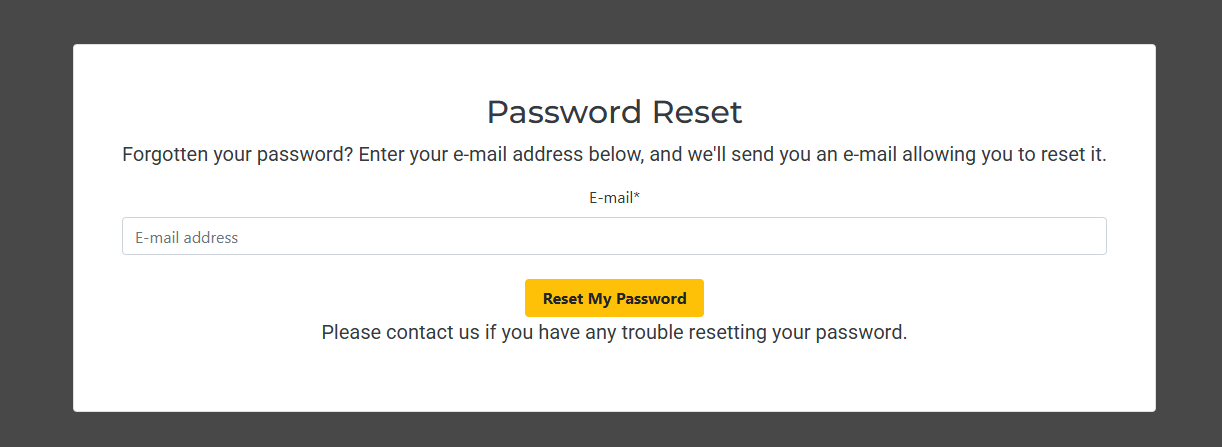 Password Reset
Forgotten your password? Enter your e-mail address below, and we'll send you an e-mail allowing you to reset it.
E-mail*
E-mail address
Reset My Password
Please contact us if you have any trouble resetting your password.